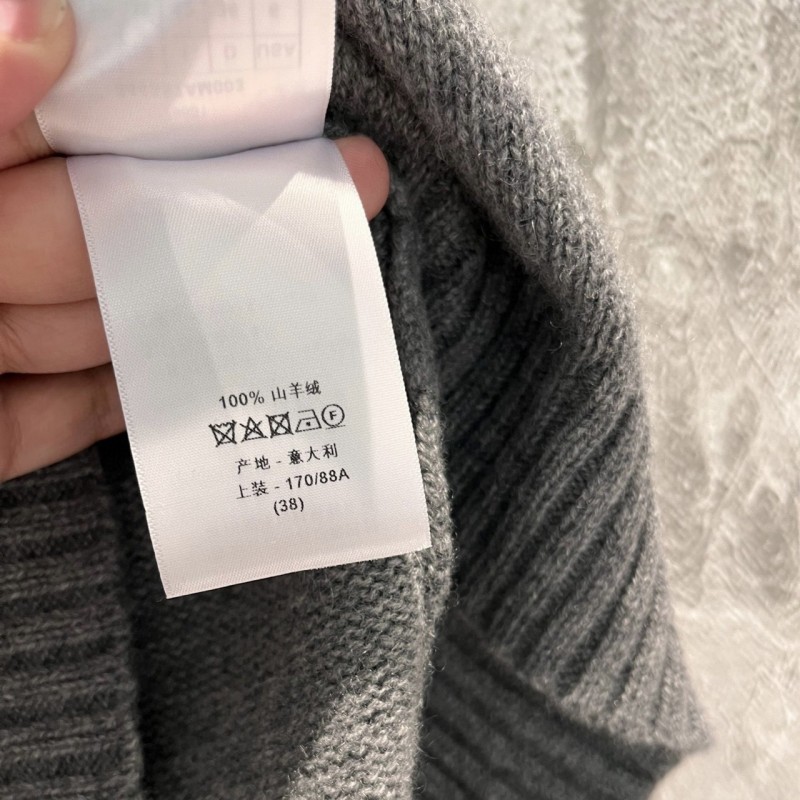 100% 山羊绒
F
产地 - 意大利
上装 - 170/88A
(38)